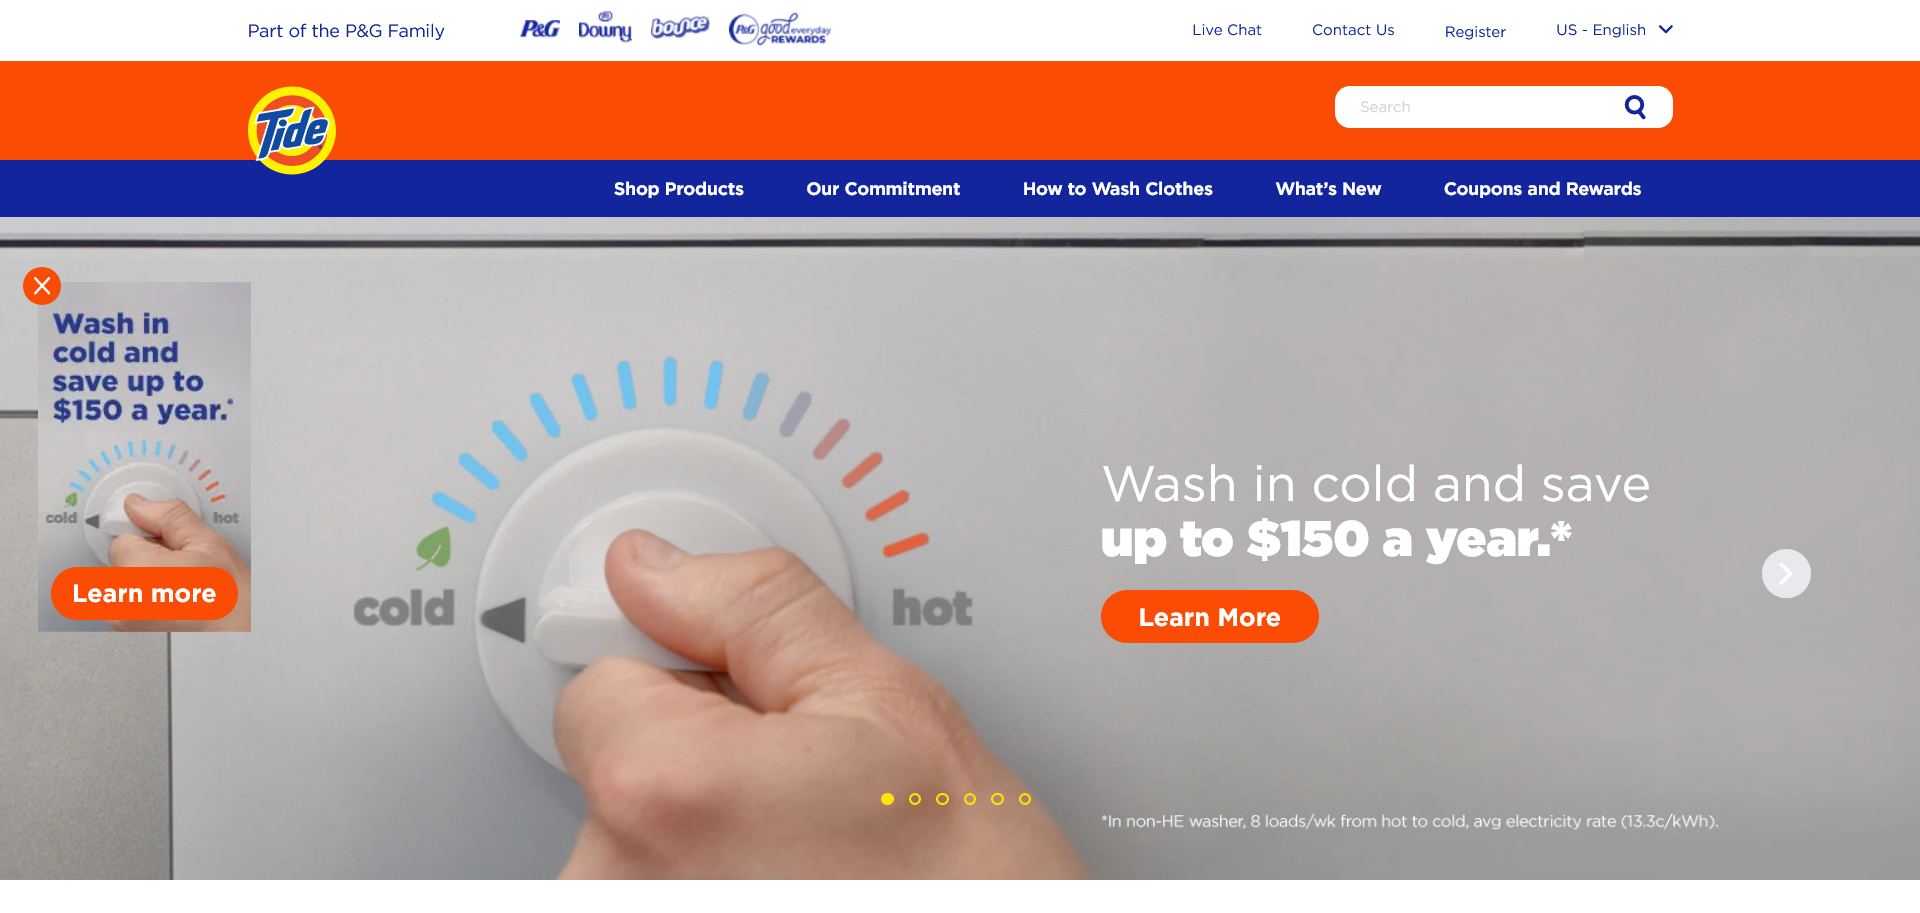 Part of the P&G Family
P&G
Downy
bounce
P&G good everyday REWARDS
Live Chat
Contact Us
Register
US - English
Tide
Search
Shop Products
Our Commitment
How to Wash Clothes
What's New
Coupons and Rewards
Wash in
cold and
save up to
$150 a year.*
cold
hot
Learn more
cold
hot
Wash in cold and save
up to $150 a year.*
Learn More
*In non-HE washer, 8 loads/wk from hot to cold, avg electricity rate (13.3c/kWh).